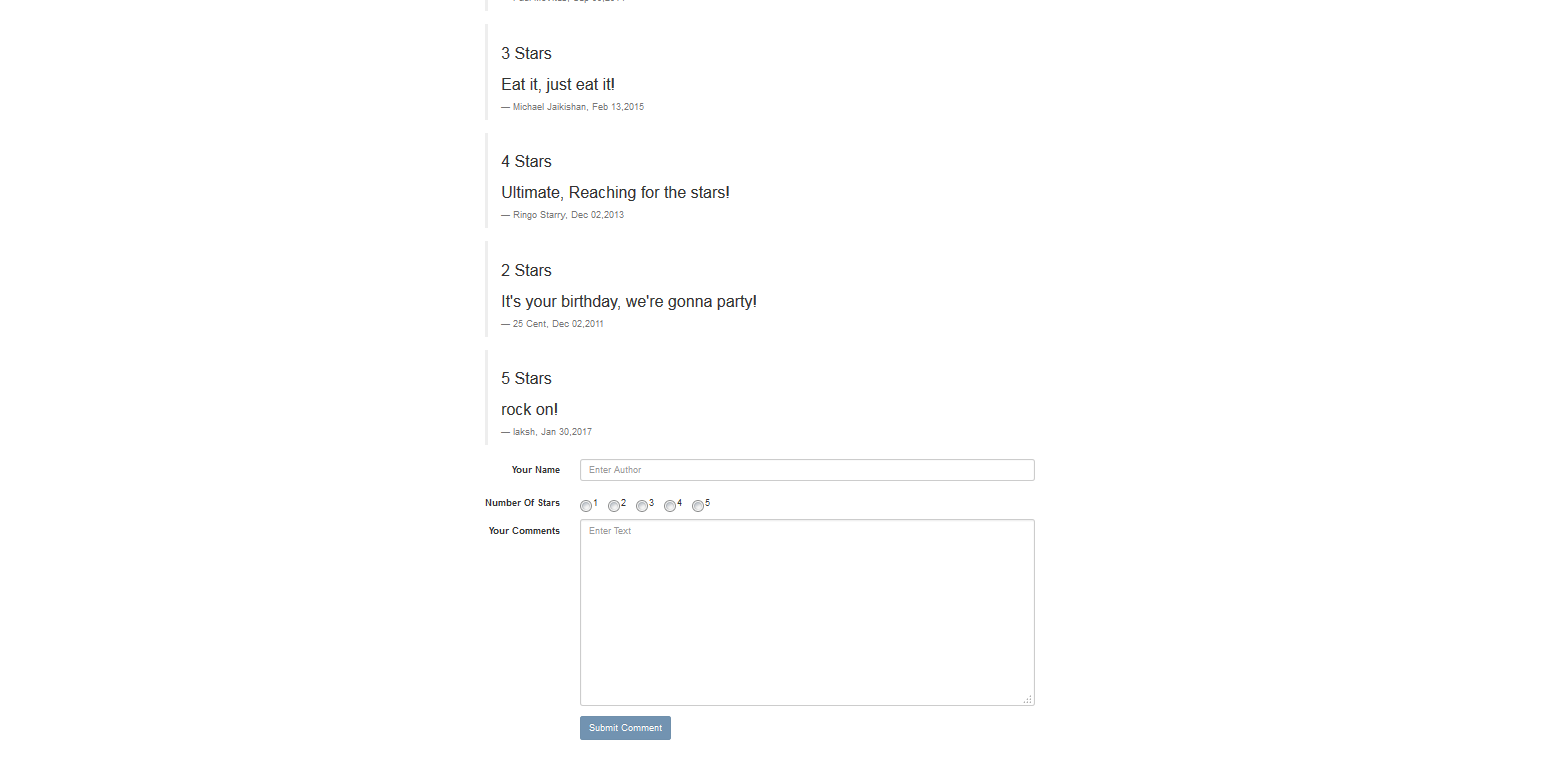 3 Stars
Eat it, just eat it!
— Michael Jaikishan, Feb 13,2015
4 Stars
Ultimate, Reaching for the stars!
— Ringo Starry, Dec 02,2013
2 Stars
It's your birthday, we're gonna party!
— 25 Cent, Dec 02,2011
5 Stars
rock on!
— laksh, Jan 30,2017
Your Name Enter Author
Number Of Stars 1 2 3 4 5
Your Comments Enter Text
Submit Comment